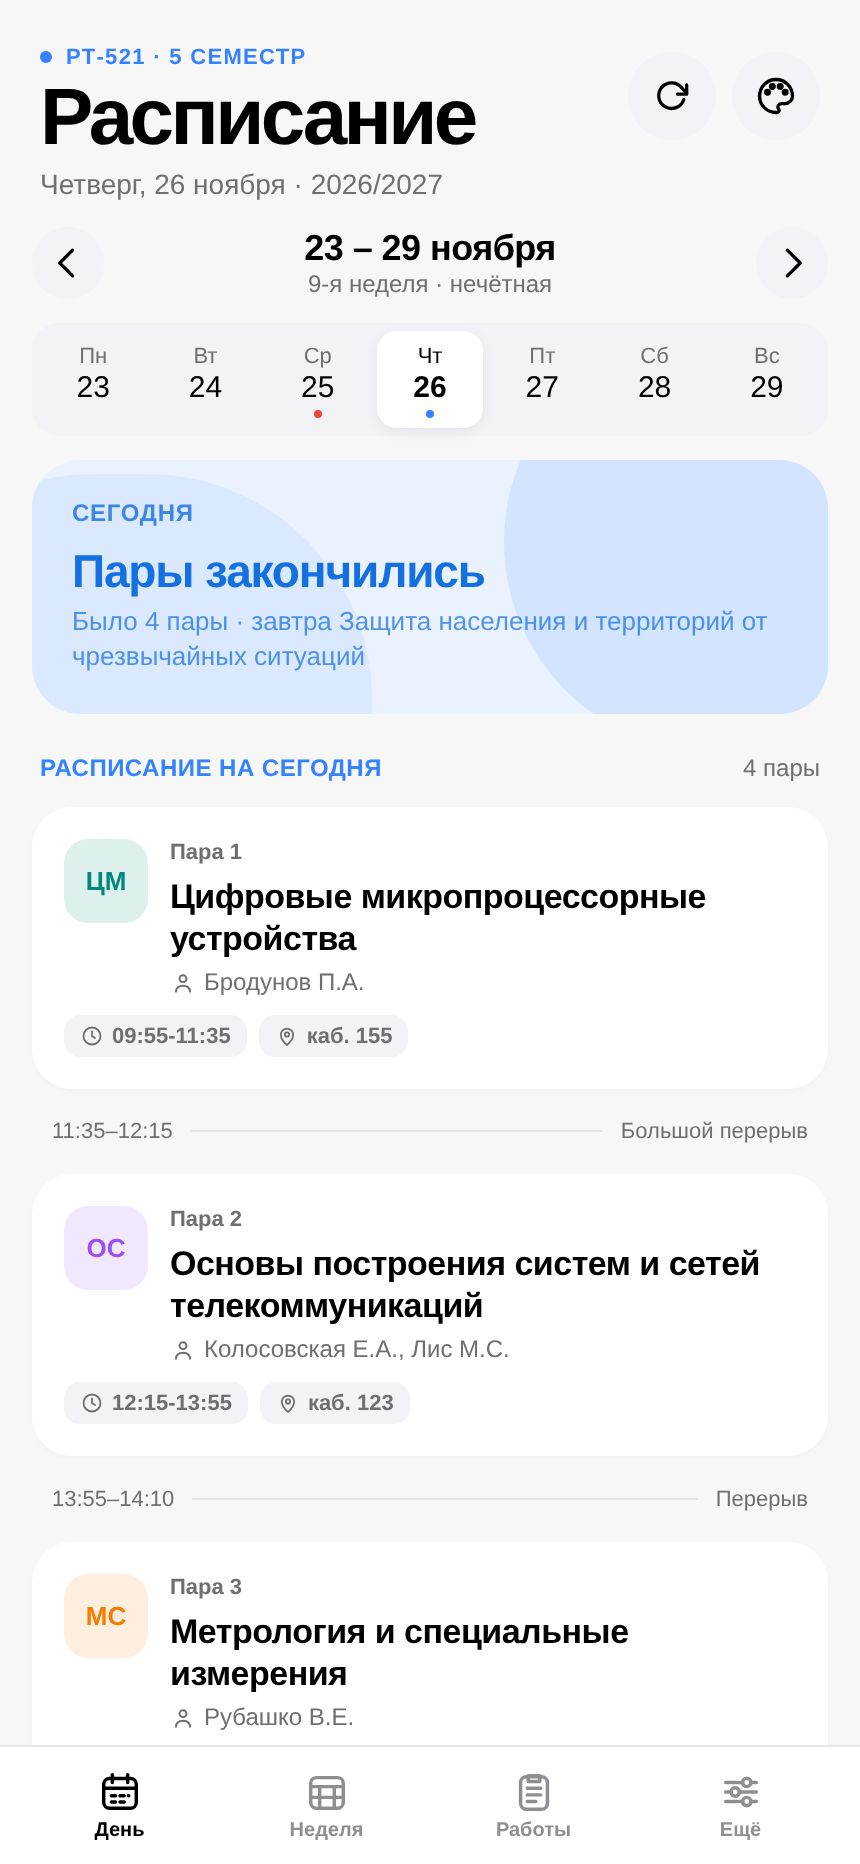 РТ-521 · 5 СЕМЕСТР
Расписание
Четверг, 26 ноября · 2026/2027
23 – 29 ноября
9-я неделя · нечётная
Пн Вт Ср Чт Пт Сб Вс
23 24 25 26 27 28 29
СЕГОДНЯ
Пары закончились
Было 4 пары · завтра Защита населения и территорий от
чрезвычайных ситуаций
РАСПИСАНИЕ НА СЕГОДНЯ 4 пары
Пара 1
ЦМ
Цифровые микропроцессорные
устройства
Бродунов П.А.
09:55-11:35 каб. 155
11:35–12:15 Большой перерыв
Пара 2
ОС
Основы построения систем и сетей
телекоммуникаций
Колосовская Е.А., Лис М.С.
12:15-13:55 каб. 123
13:55–14:10 Перерыв
Пара 3
МС
Метрология и специальные
измерения
Рубашко В.Е.
День Неделя Работы Ещё